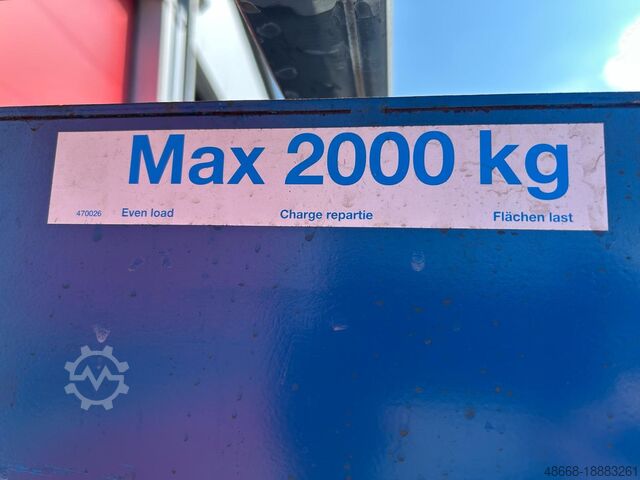 Max 2000 kg
470026 Even load Charge repartie Flächen last
48668-18883261